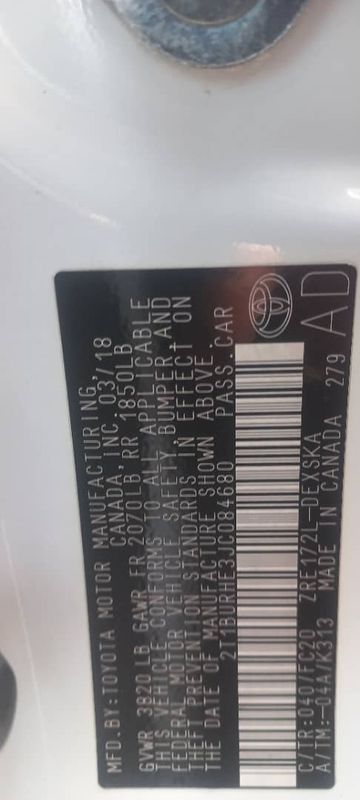 MFD.BY:TOYOTA MOTOR MANUFACTURING,
CANADA, INC. 03/18
GVWR 3820LB GAWR FR 2070LB RR 1850LB
THIS VEHICLE CONFORMS TO ALL APPLICABLE
FEDERAL MOTOR VEHICLE SAFETY, BUMPER, AND
THEFT PREVENTION STANDARDS IN EFFECT ON
THE DATE OF MANUFACTURE SHOWN ABOVE.
2T1BURHE3JC084680 PASS.CAR
C/TR:040/FC20 ZRE172L-DEXSKA
A/TM:-04A/K313 MADE IN CANADA 279
AD